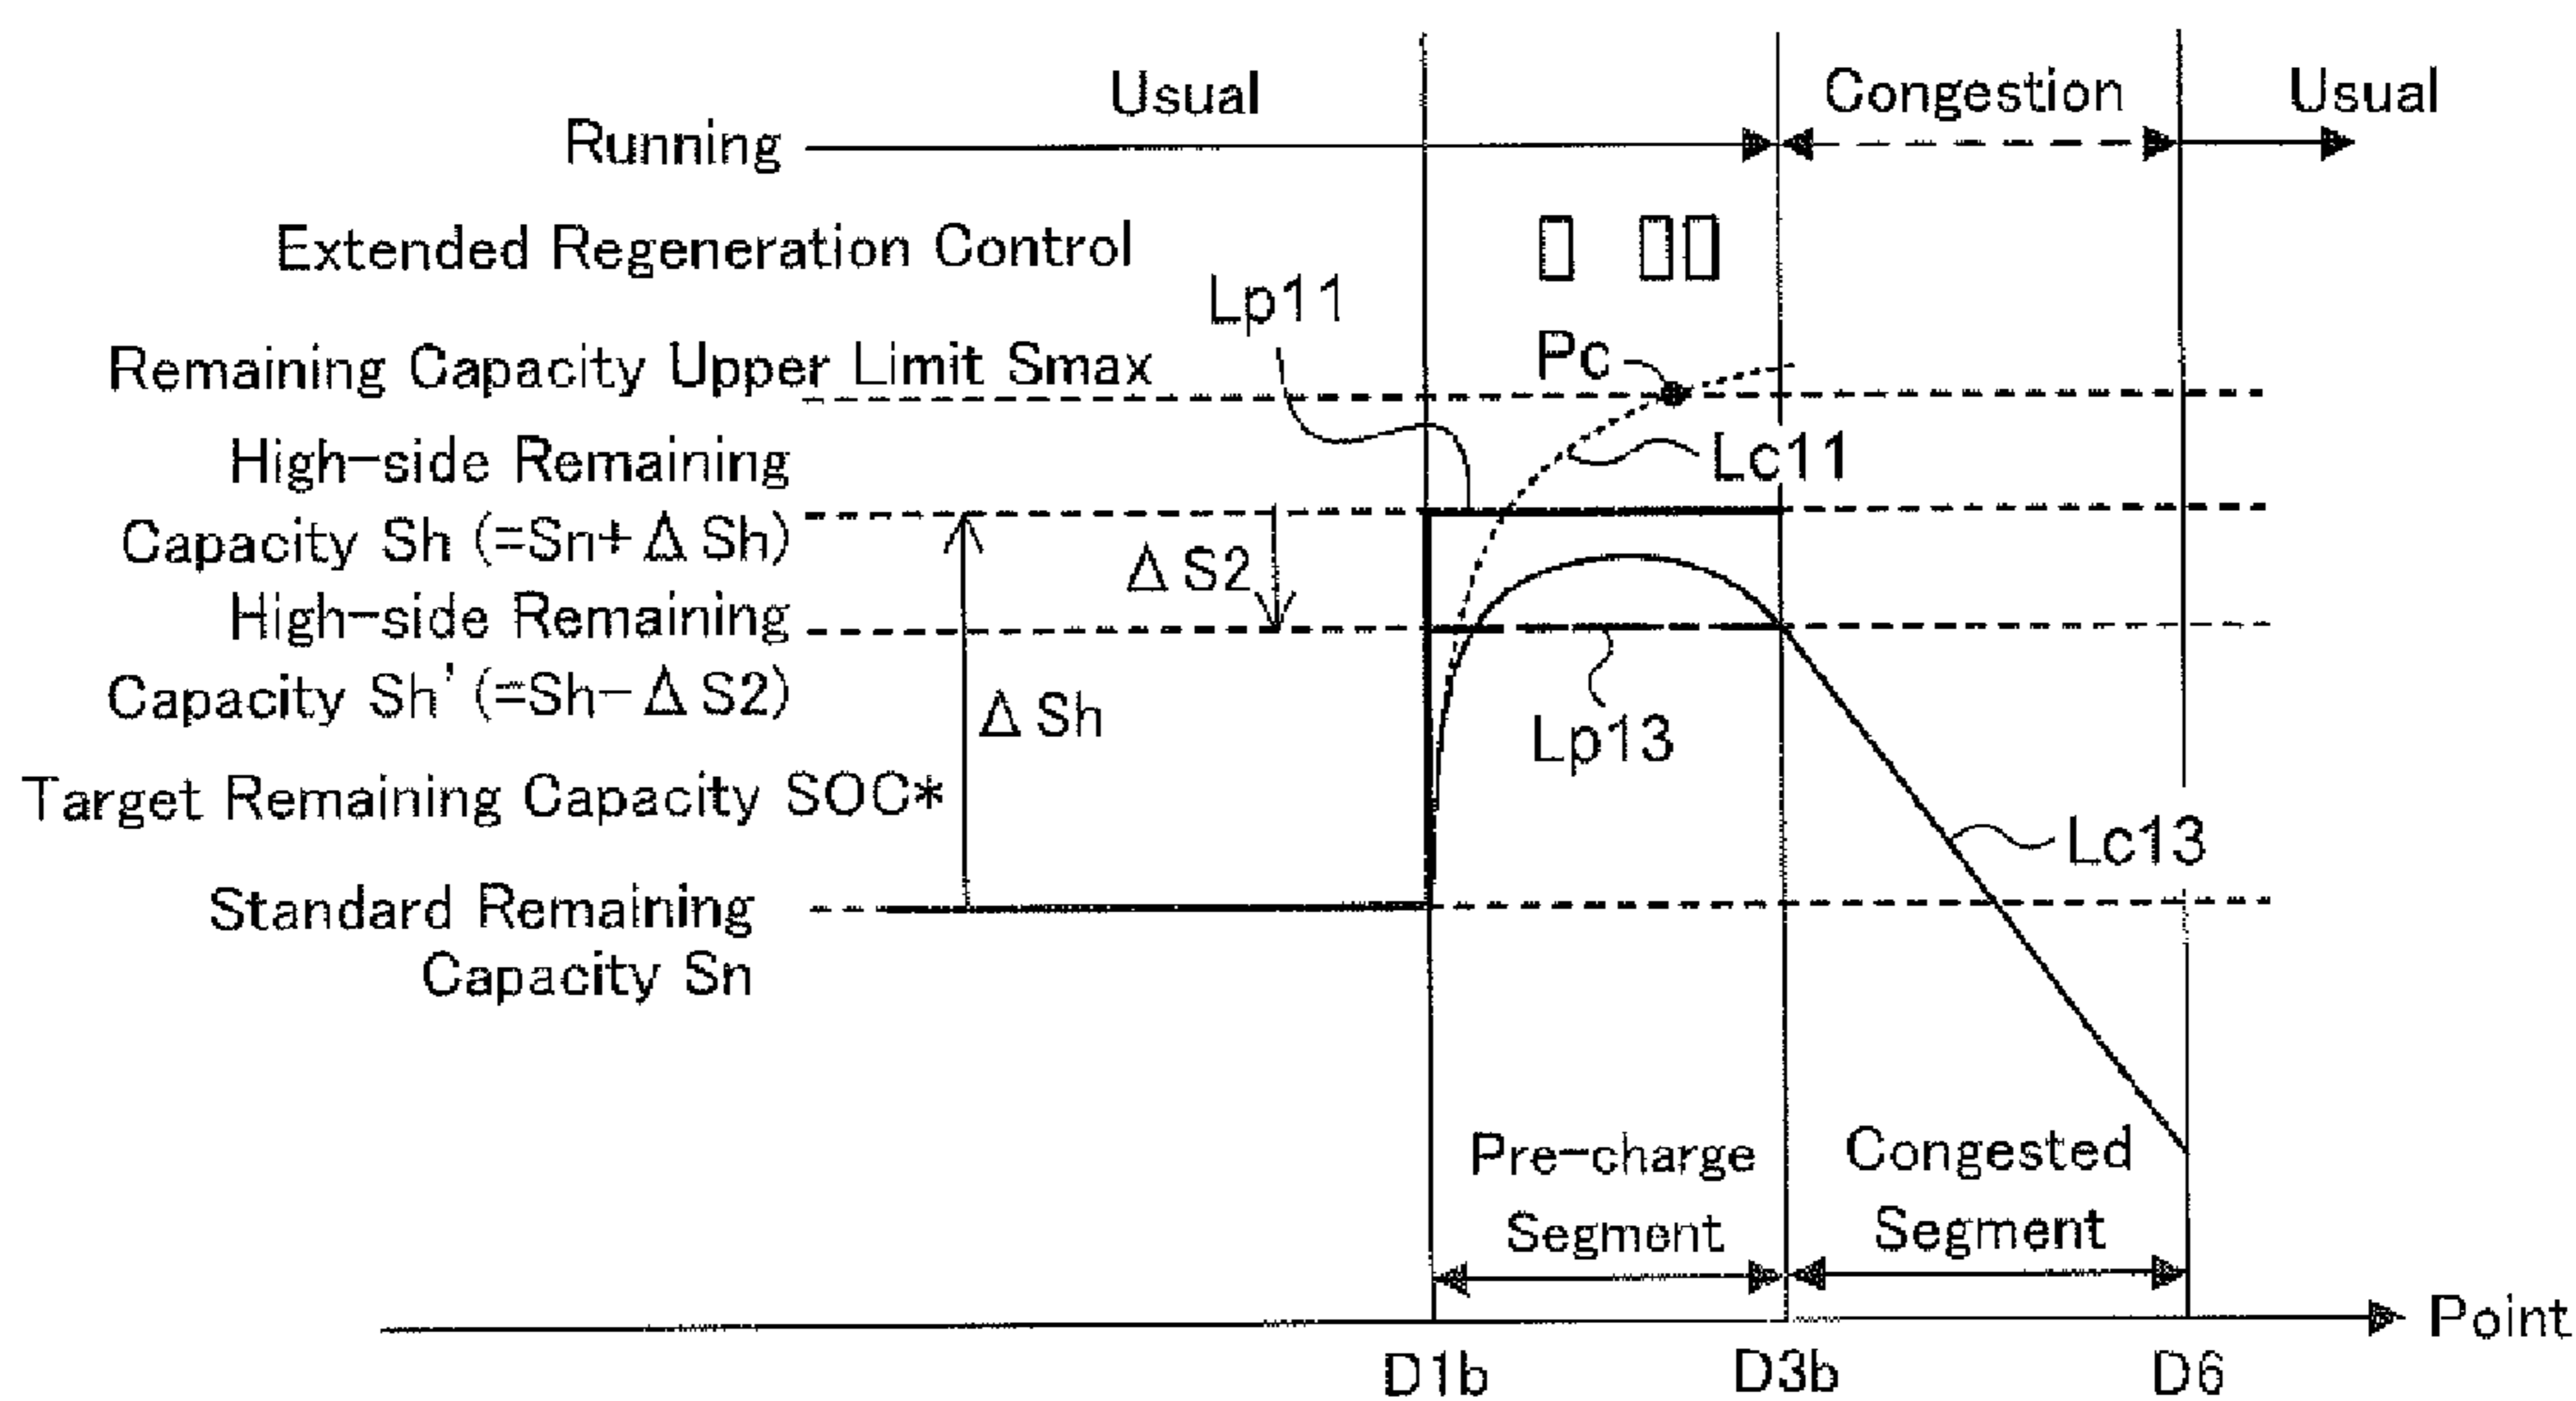 Usual
Congestion
Usual
Running
Extended Regeneration Control
Lp11
Pc
Remaining Capacity Upper Limit Smax
High-side Remaining
Capacity Sh (=Sn+ΔSh)
Lc11
ΔS2
High-side Remaining
Capacity Sh' (=Sh-ΔS2)
ΔSh
Lp13
Target Remaining Capacity SOC*
Lc13
Standard Remaining
Capacity Sn
Pre-charge
Segment
Congested
Segment
Point
D1b
D3b
D6